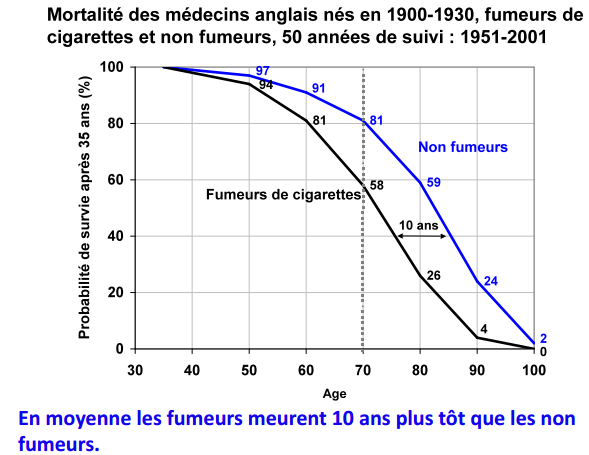 Mortalité des médecins anglais nés en 1900-1930, fumeurs de
cigarettes et non fumeurs, 50 années de suivi : 1951-2001
Probabilité de survie aprés 35 ans (%)
100
80
60
40
20
0
97
94
91
81
81
Non fumeurs
Fumeurs de cigarettes
58
59
10 ans
26
24
4
2
0
30 40 50 60 70 80 90 100
Age
En moyenne les fumeurs meurent 10 ans plus tôt que les non
fumeurs.